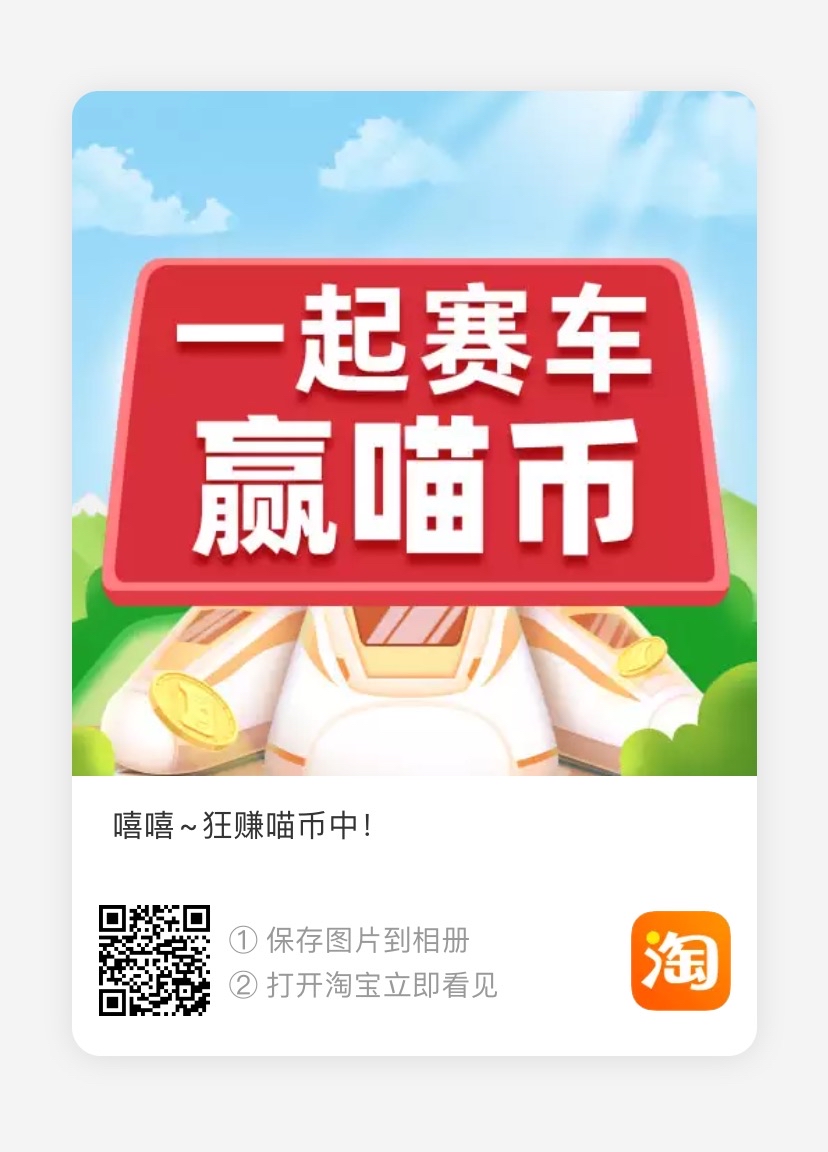 一起赛车
赢喵币
嘻嘻~狂赚喵币中!
① 保存图片到相册
② 打开淘宝立即看见
淘